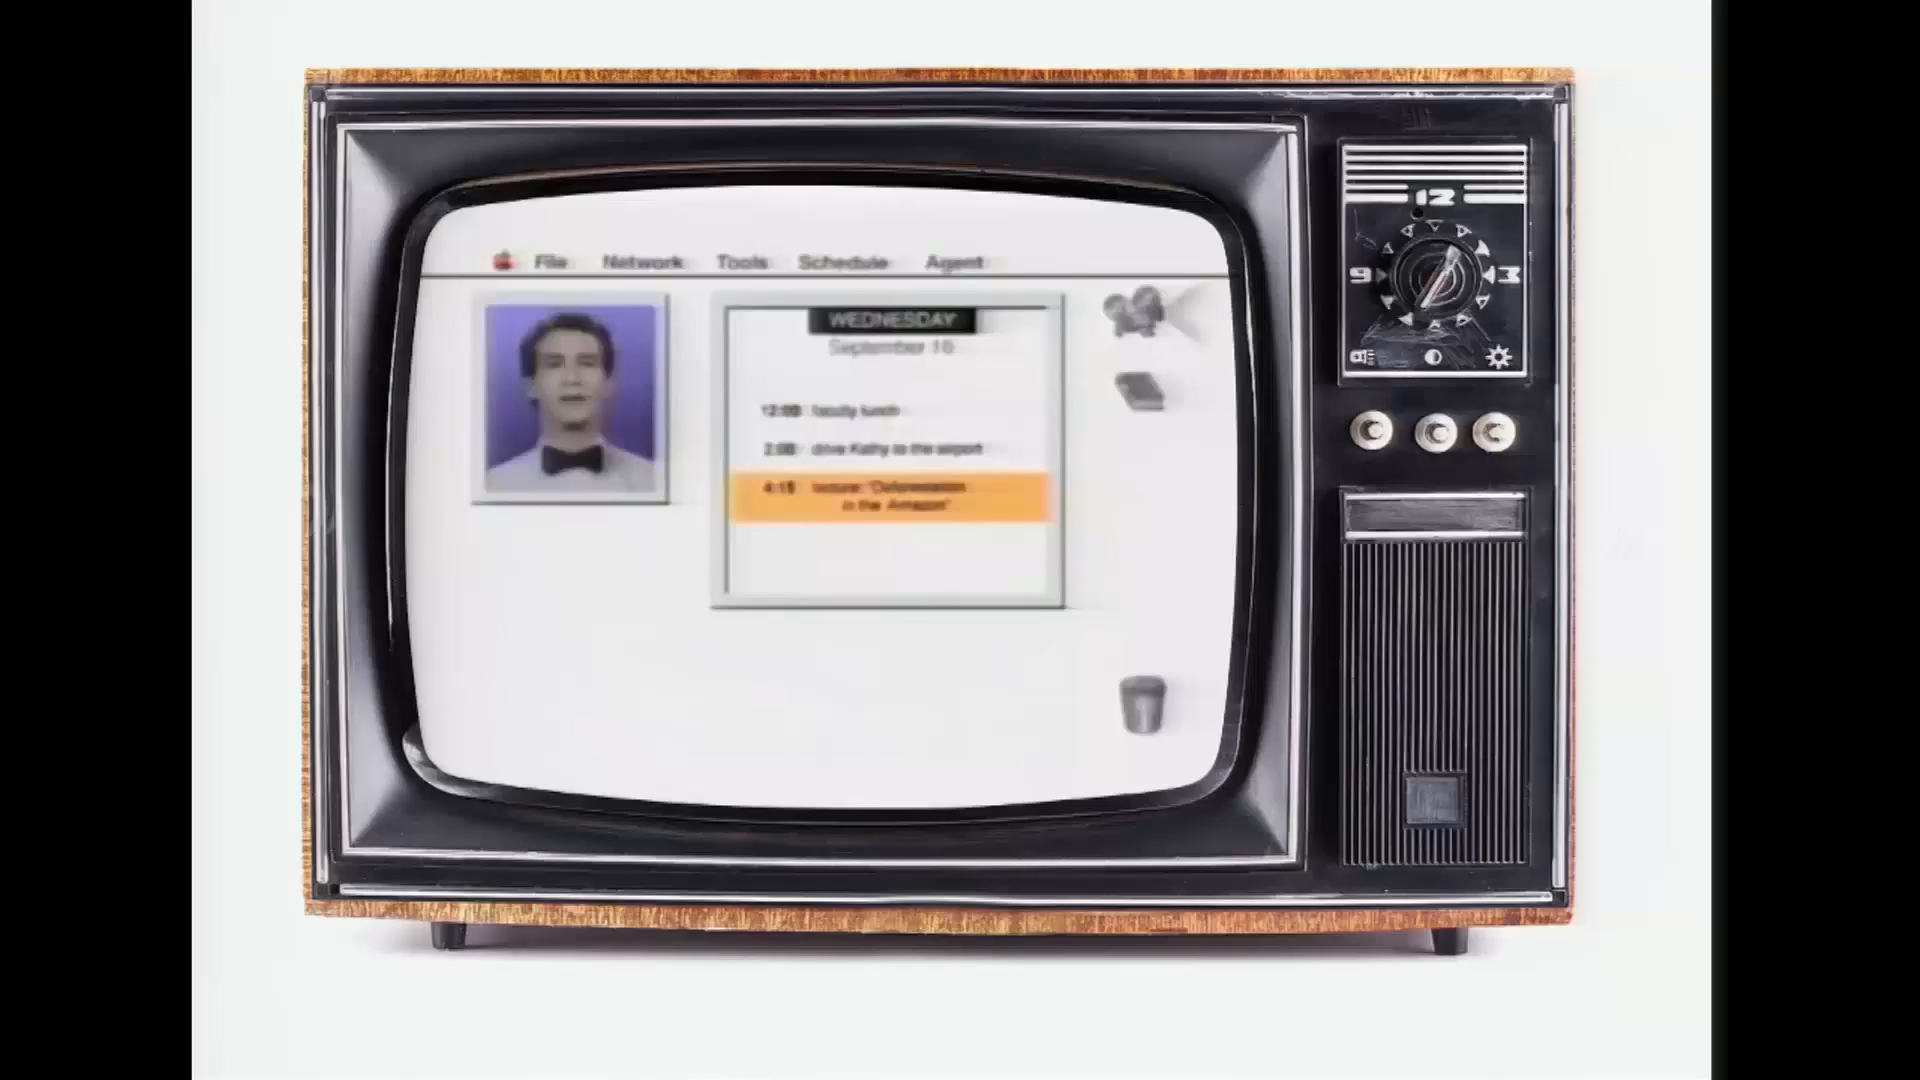 File Network Tools Schedule Agent
WEDNESDAY
September 16
12:00 faculty lunch
2:00 drive Kathy to the airport
4:15 lecture: "Deforestation
in the Amazon"
12
9 3